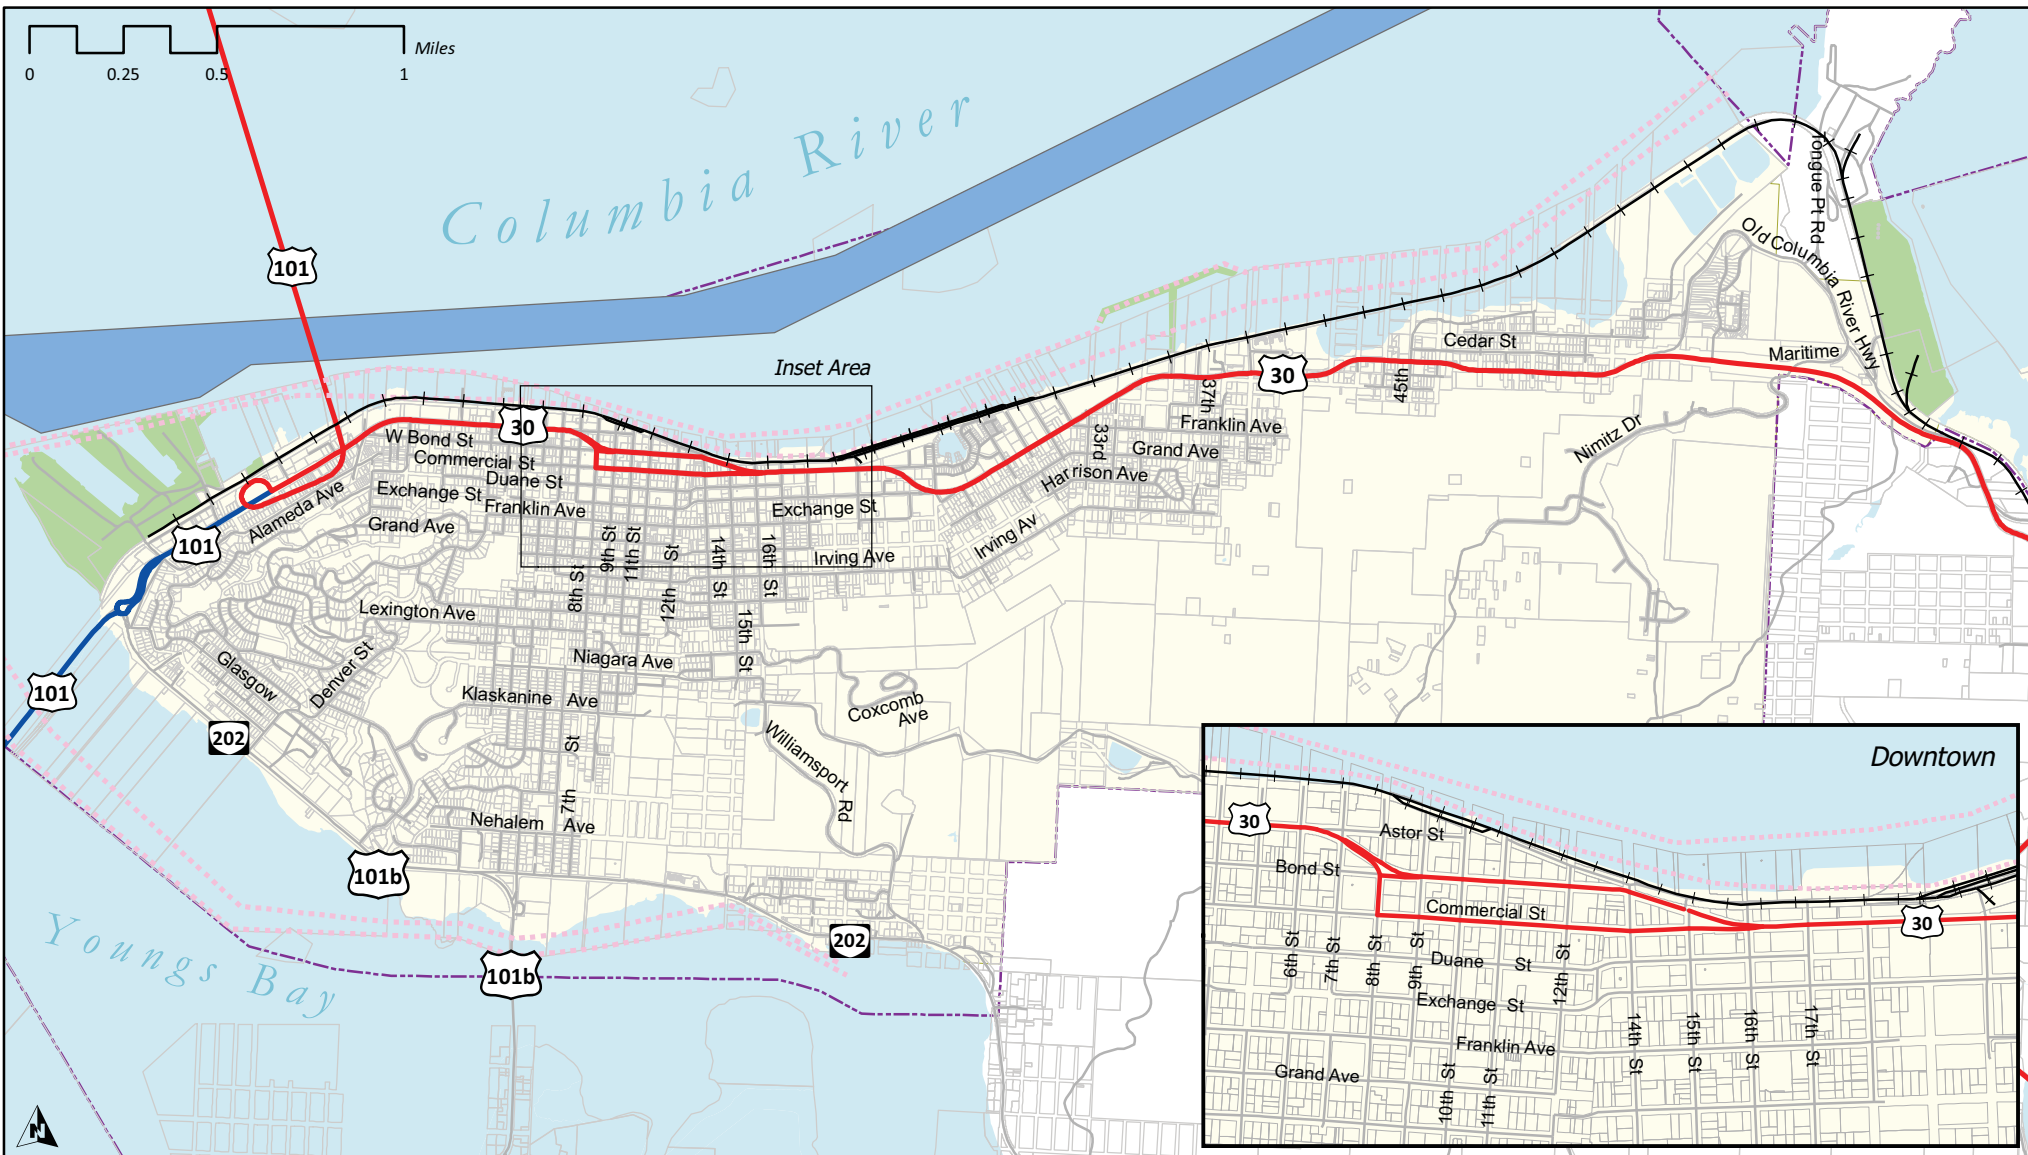 Miles
0
0.25
0.5
1
Columbia River
101
Inset Area
Tongue Pt Rd
Old Columbia River Hwy
Cedar St
Maritime
30
45th
37th
Franklin Ave
33rd
Grand Ave
Harrison Ave
Nimitz Dr
30
W Bond St
Commercial St
Duane St
Exchange St
Franklin Ave
Alameda Ave
Grand Ave
Exchange St
Irving Av
Irving Ave
101
9th St
11th St
12th St
14th St
16th St
8th St
15th St
Lexington Ave
Glasgow
Denver St
Niagara Ave
Klaskanine Ave
Coxcomb
Ave
101
202
Williamsport Rd
7th St
Nehalem Ave
101b
202
101b
Youngs Bay
N
Downtown
30
Astor St
Bond St
Commercial St
30
6th St
7th St
8th St
9th St
Duane St
12th St
Exchange St
14th St
15th St
16th St
17th St
Franklin Ave
Grand Ave
10th St
11th St